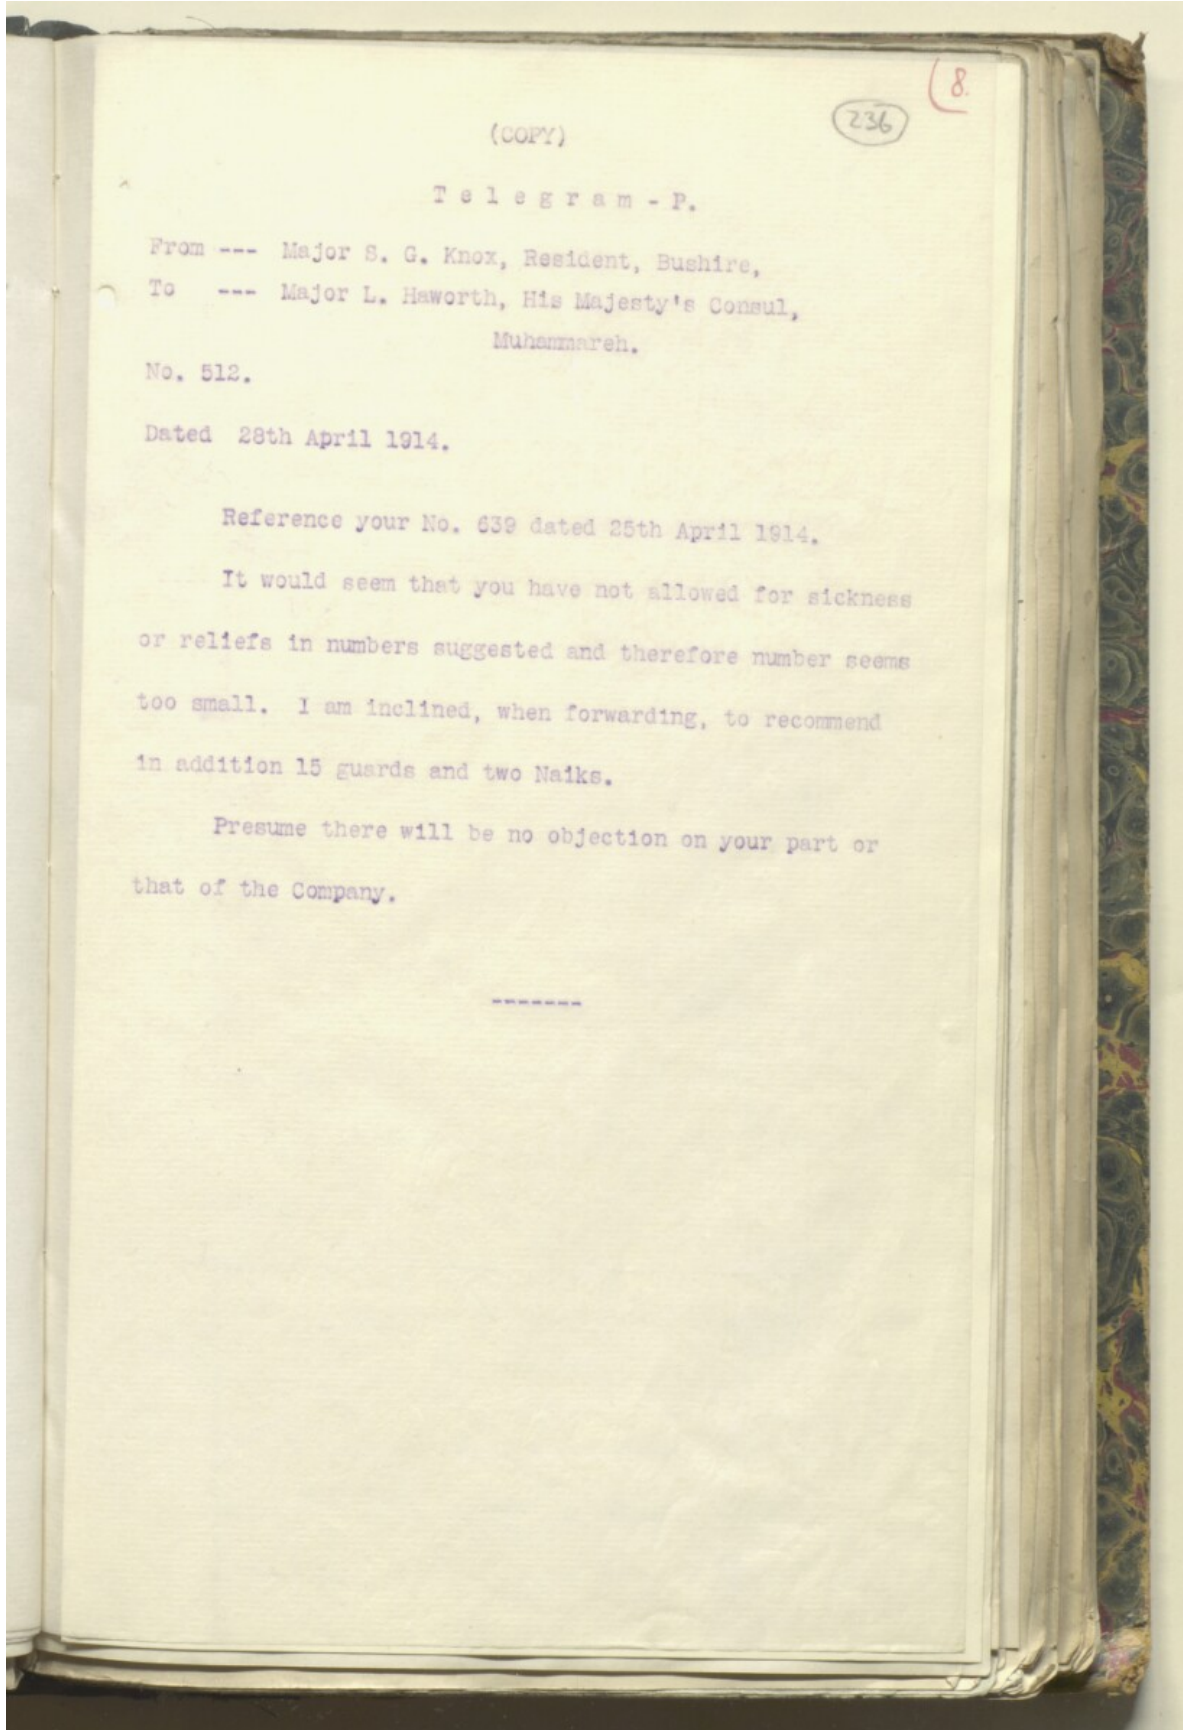 8.
236
(COPY)
Telegram - P.
From --- Major S. G. Knox, Resident, Bushire,
To --- Major L. Haworth, His Majesty's Consul,
Muhammareh.
No. 512.
Dated 28th April 1914.
Reference your No. 639 dated 25th April 1914.
It would seem that you have not allowed for sickness
or reliefs in numbers suggested and therefore number seems
too small. I am inclined, when forwarding, to recommend
in addition 15 guards and two Naiks.
Presume there will be no objection on your part or
that of the Company.
-------